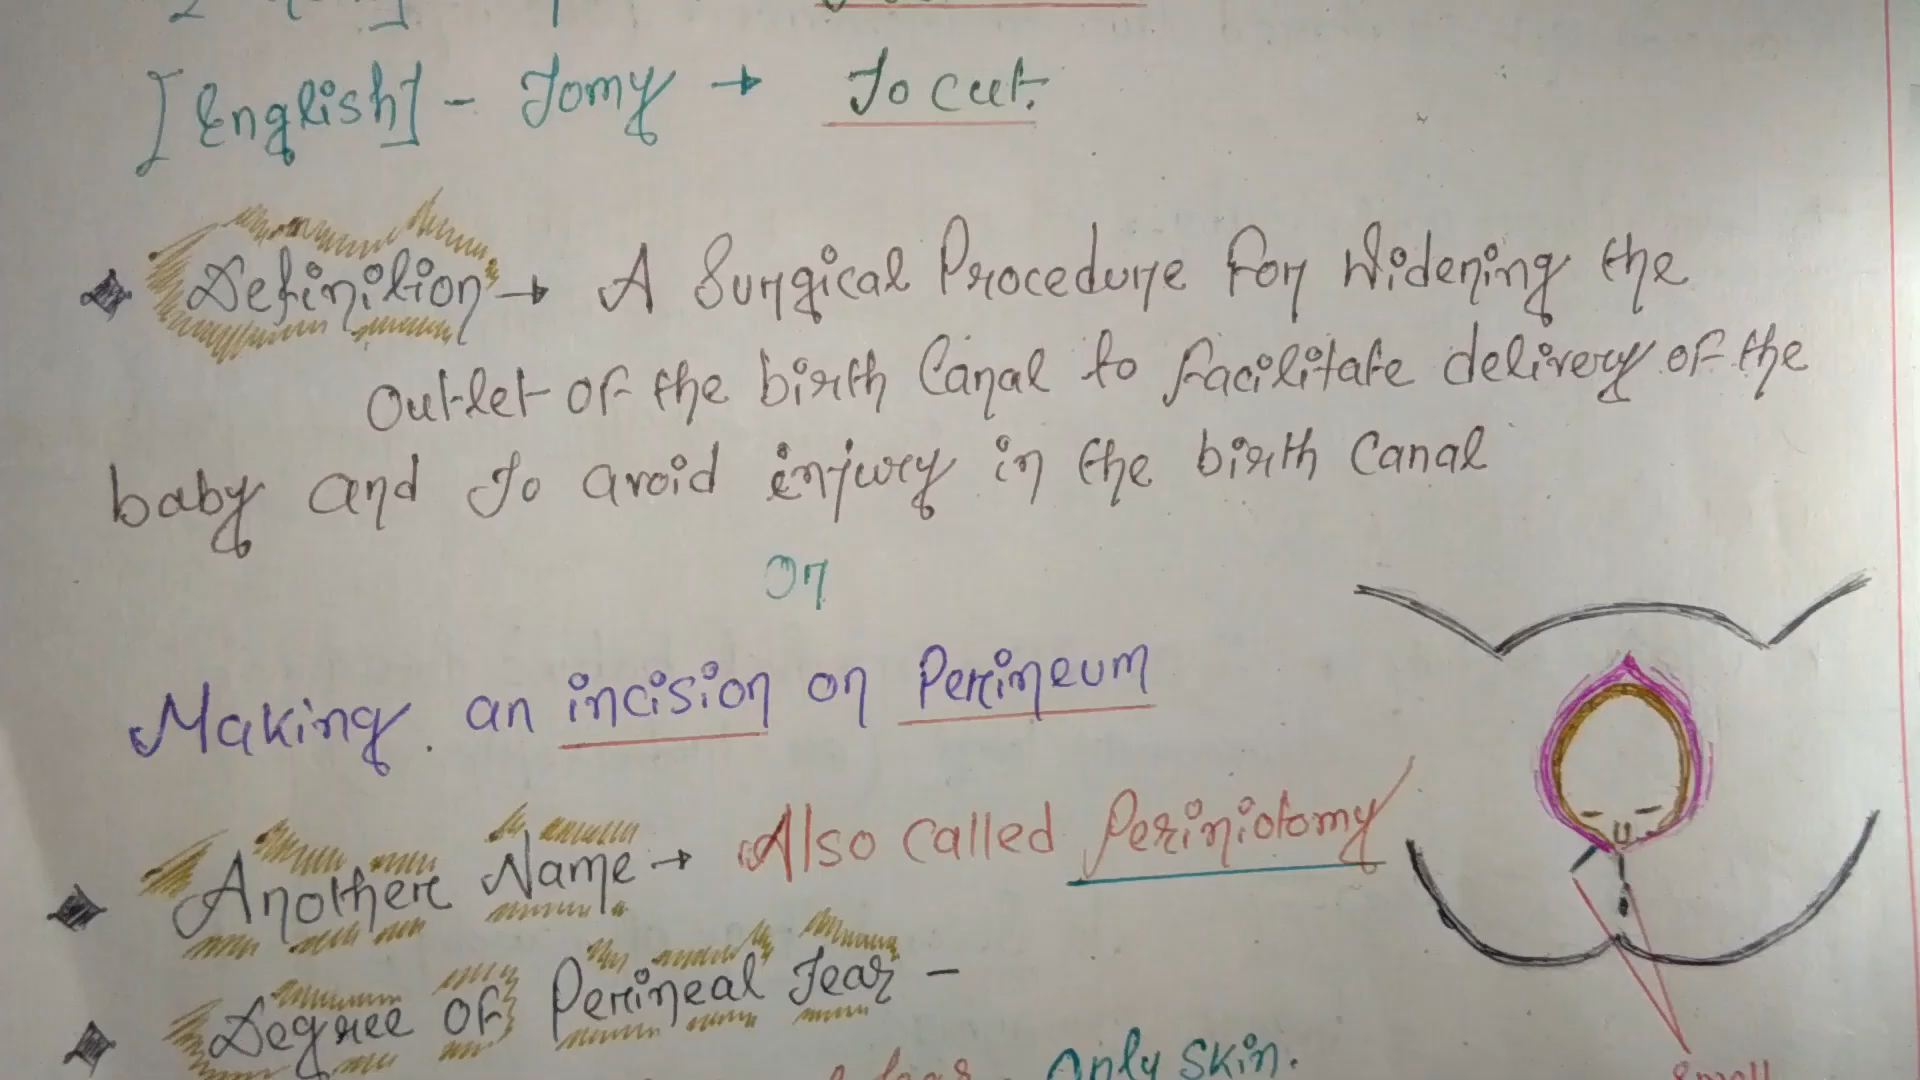 [English] - Tomy → To cut.
Definition → A Surgical Procedure for Widening the
outlet of the birth Canal to facilitate delivery of the
baby and To avoid injury in the birth Canal
or
Making an incision on Perineum
Another Name → Also called Periniotomy
Degree of Perineal Tear -
tear - Only skin.
Small